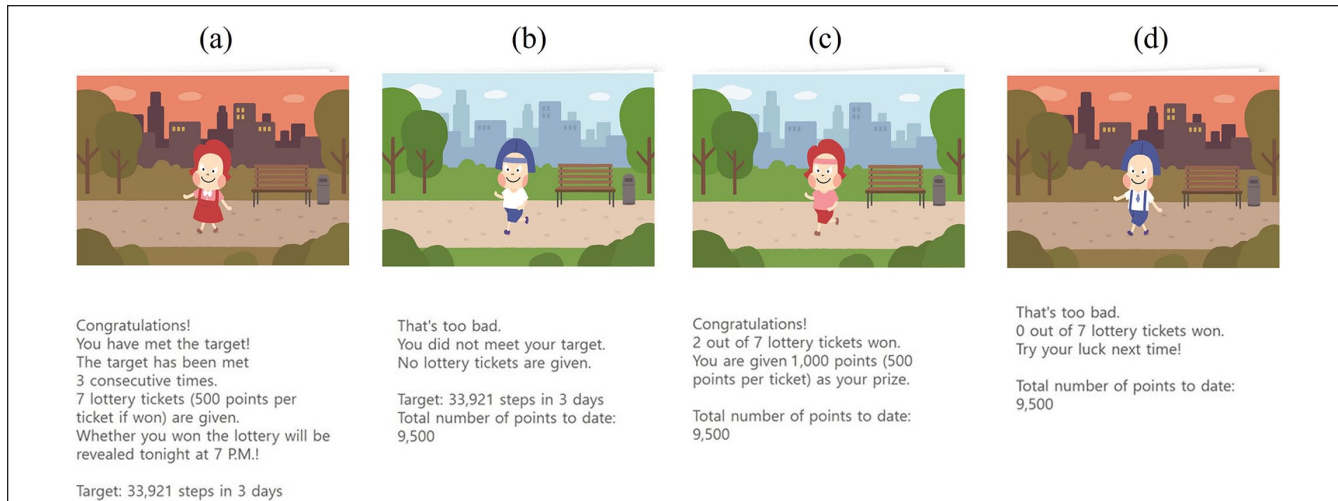 (a)
(b)
(c)
(d)
Congratulations!
You have met the target!
The target has been met
3 consecutive times.
7 lottery tickets (500 points per
ticket if won) are given.
Whether you won the lottery will be
revealed tonight at 7 P.M.!
Target: 33,921 steps in 3 days
That's too bad.
You did not meet your target.
No lottery tickets are given.
Target: 33,921 steps in 3 days
Total number of points to date:
9,500
Congratulations!
2 out of 7 lottery tickets won.
You are given 1,000 points (500
points per ticket) as your prize.
Total number of points to date:
9,500
That's too bad.
0 out of 7 lottery tickets won.
Try your luck next time!
Total number of points to date:
9,500